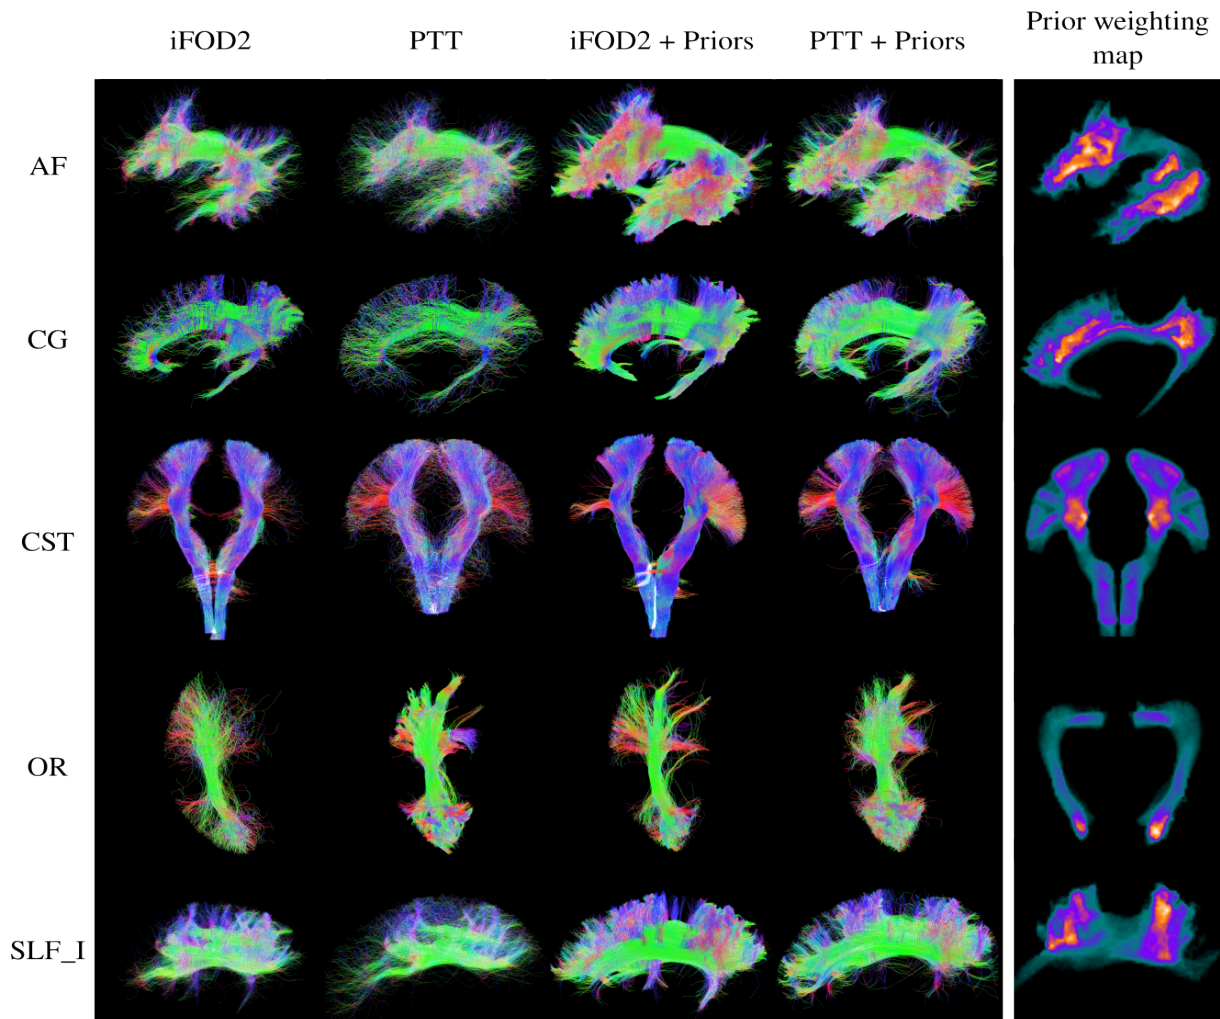 iFOD2
PTT
iFOD2 + Priors
PTT + Priors
Prior weighting
map
AF
CG
CST
OR
SLF_I